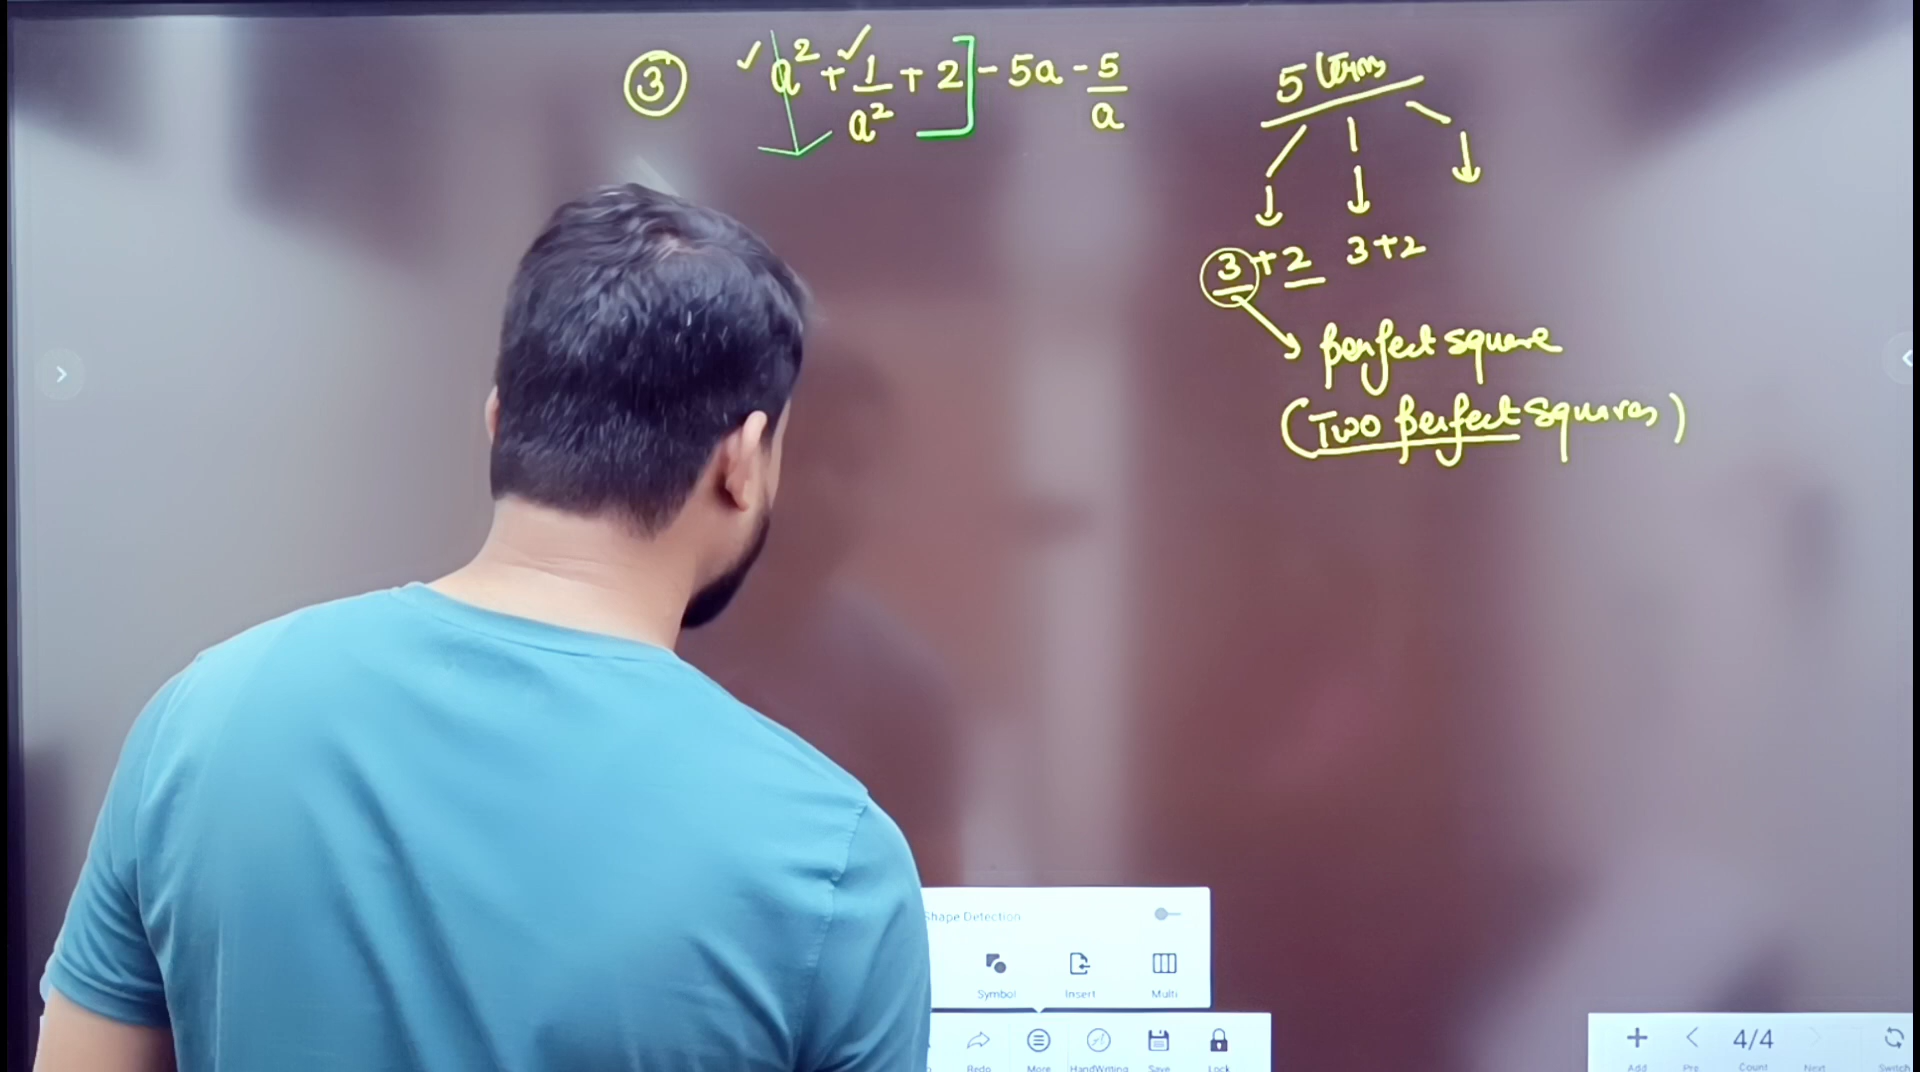 ③ a² + 1/a² + 2] - 5a - 5/a
5 terms
3+2 3+2
perfect square
(Two perfect squares)
Shape Detection
Symbol Insert Multi
Redo More HandWriting Save Lock
4/4
Add Pre Count Next Switch